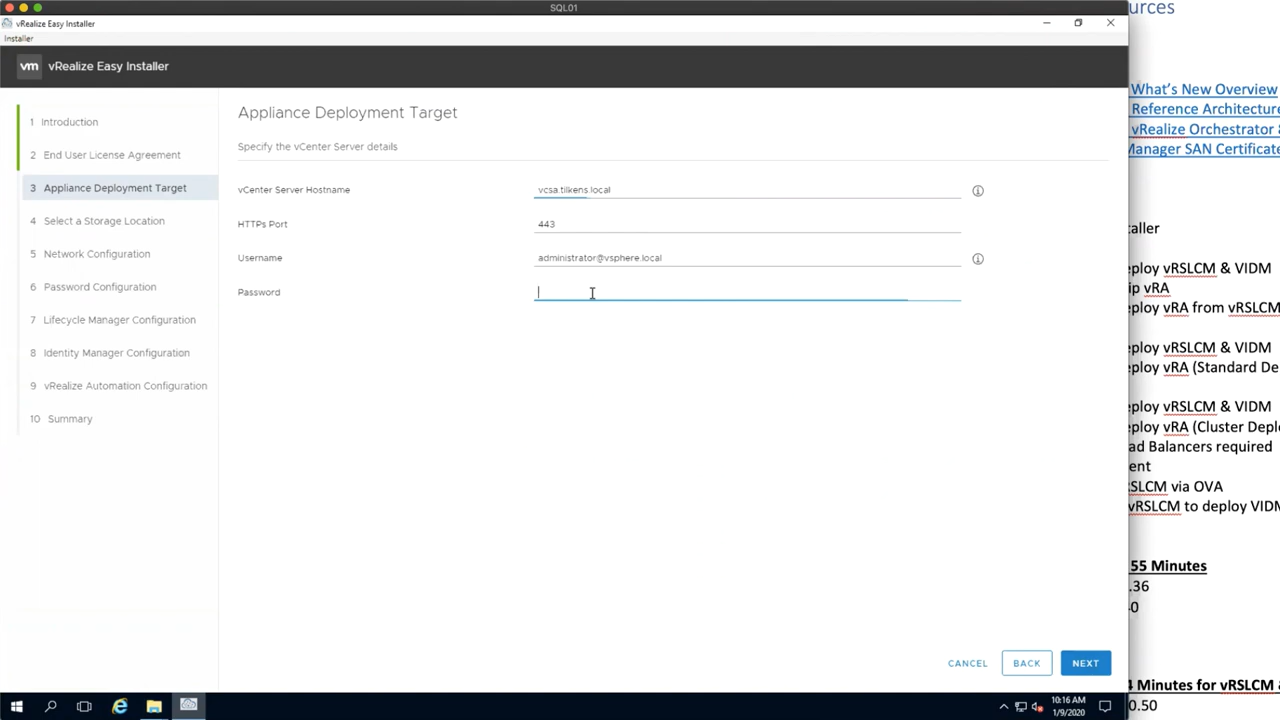 SQL01
vRealize Easy Installer
Installer
vm vRealize Easy Installer
1 Introduction
2 End User License Agreement
3 Appliance Deployment Target
4 Select a Storage Location
5 Network Configuration
6 Password Configuration
7 Lifecycle Manager Configuration
8 Identity Manager Configuration
9 vRealize Automation Configuration
10 Summary
Appliance Deployment Target
Specify the vCenter Server details
vCenter Server Hostname vcsa.tilkens.local
HTTPs Port 443
Username administrator@vsphere.local
Password
CANCEL BACK NEXT
10:16 AM
1/9/2020
urces
What's New Overview
Reference Architecture
vRealize Orchestrator &
Manager SAN Certificate
staller
eploy vRSLCM & VIDM
ip vRA
eploy vRA from vRSLCM
eploy vRSLCM & VIDM
eploy vRA (Standard De
eploy vRSLCM & VIDM
eploy vRA (Cluster Deplo
ad Balancers required
ent
RSLCM via OVA
vRSLCM to deploy VIDM
55 Minutes
.36
40
4 Minutes for vRSLCM &
0.50